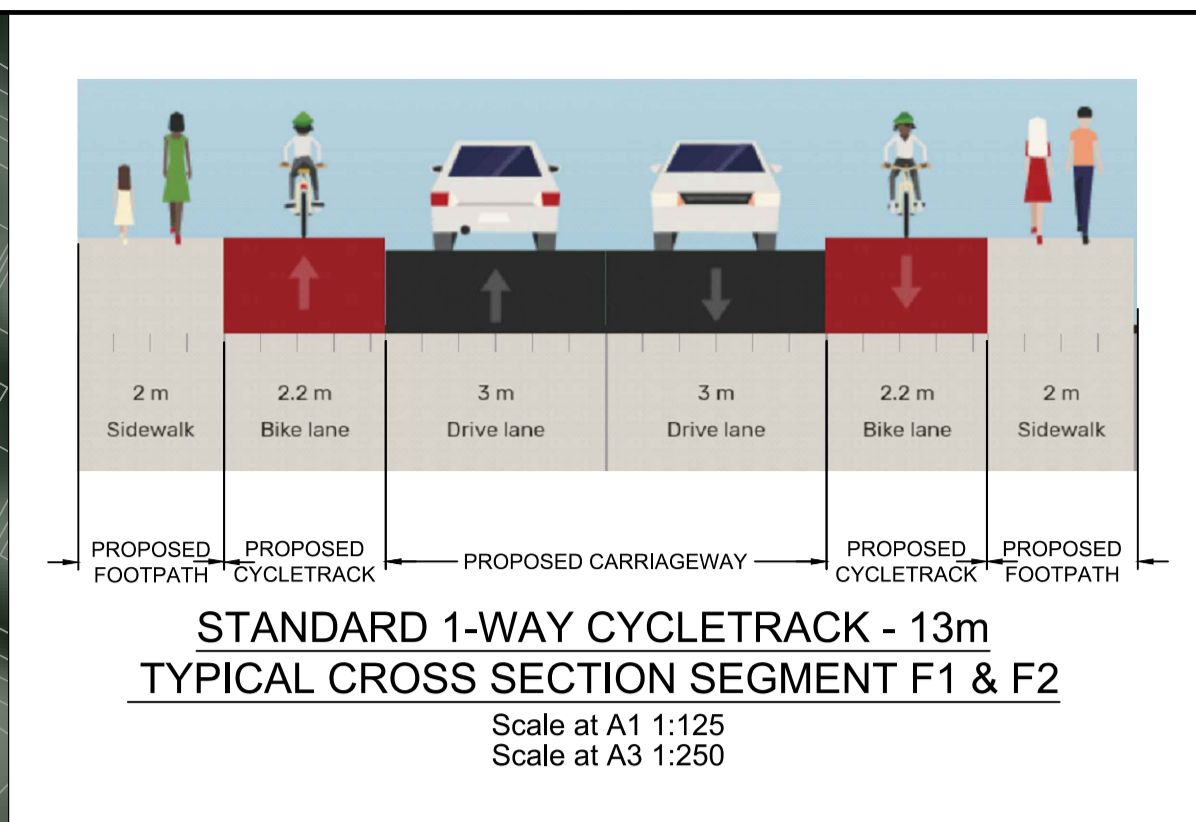 2 m
Sidewalk
2.2 m
Bike lane
3 m
Drive lane
3 m
Drive lane
2.2 m
Bike lane
2 m
Sidewalk
PROPOSED
FOOTPATH
PROPOSED
CYCLETRACK
PROPOSED CARRIAGEWAY
PROPOSED
CYCLETRACK
PROPOSED
FOOTPATH
STANDARD 1-WAY CYCLETRACK - 13m
TYPICAL CROSS SECTION SEGMENT F1 & F2
Scale at A1 1:125
Scale at A3 1:250